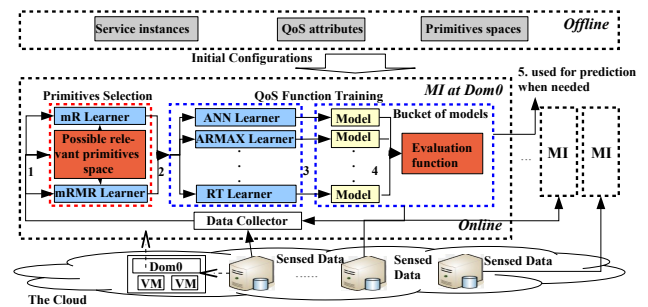 Offline
Service instances
QoS attributes
Primitives spaces
Initial Configurations
5. used for prediction
when needed
MI at Dom0
Primitives Selection
QoS Function Training
mR Learner
Possible rele-
vant primitives
space
mRMR Learner
1
2
ANN Learner
ARMAX Learner
RT Learner
3
Model
Model
Model
4
Bucket of models
Evaluation
function
...
MI
MI
Data Collector
Online
Dom0
VM
VM
Sensed Data
......
Sensed
Data
Sensed Data
The Cloud